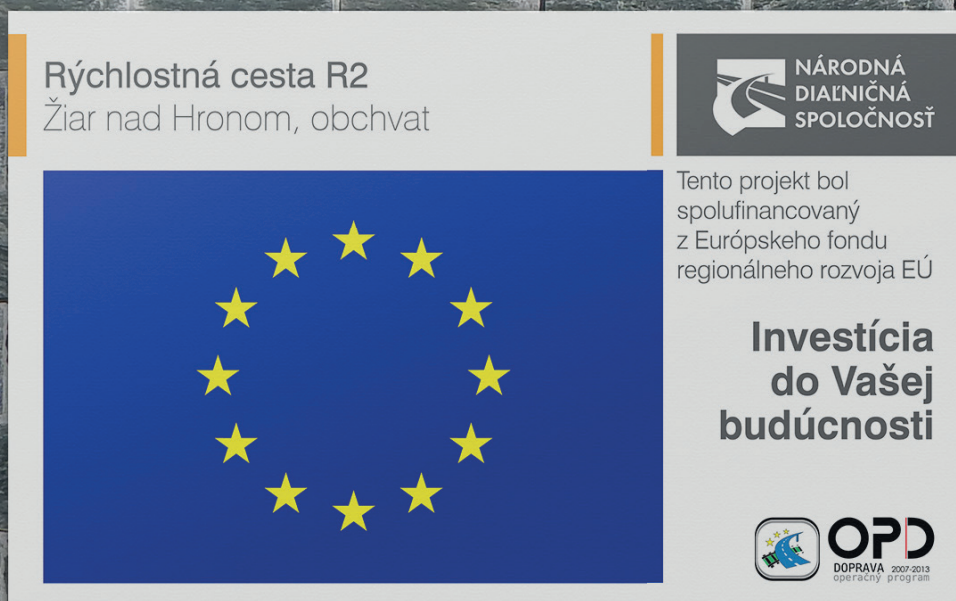 Rýchlostná cesta R2
Žiar nad Hronom, obchvat
NÁRODNÁ
DIAĽNIČNÁ
SPOLOČNOSŤ
Tento projekt bol
spolufinancovaný
z Európskeho fondu
regionálneho rozvoja EÚ
Investícia
do Vašej
budúcnosti
OPD
DOPRAVA 2007-2013
operačný program